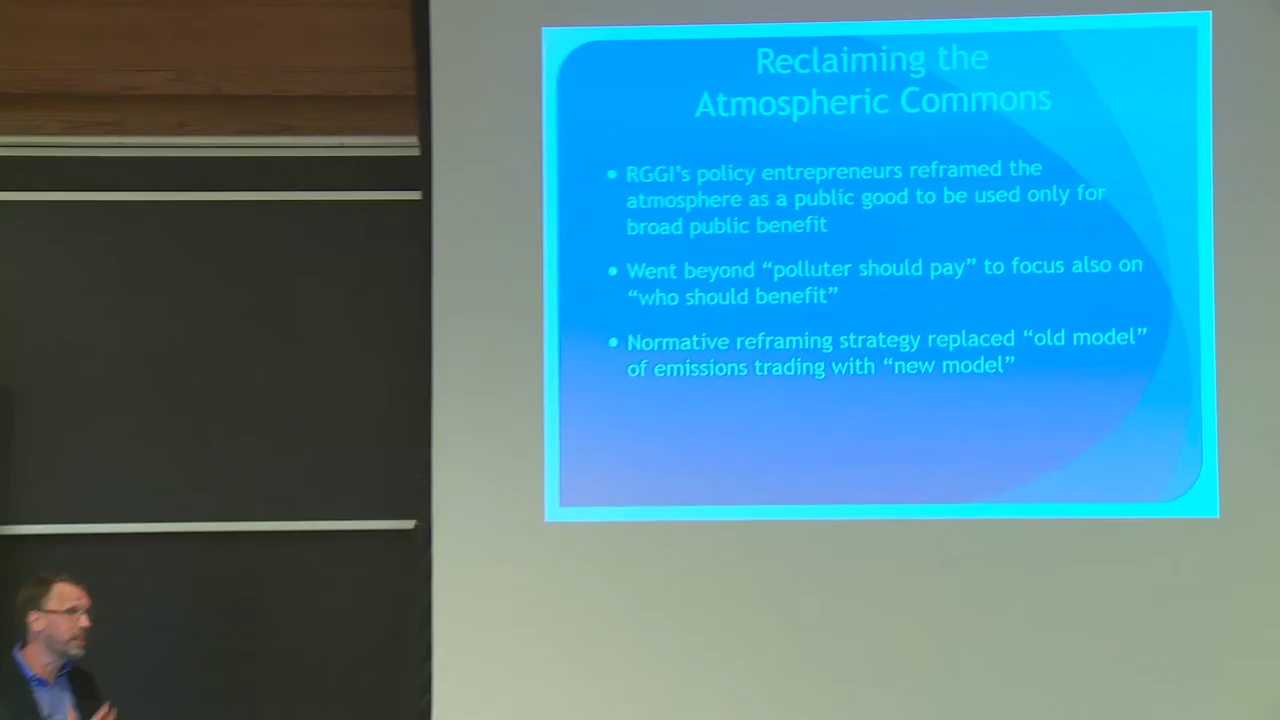 Reclaiming the
Atmospheric Commons
• RGGI’s policy entrepreneurs reframed the
atmosphere as a public good to be used only for
broad public benefit
• Went beyond “polluter should pay” to focus also on
“who should benefit”
• Normative reframing strategy replaced “old model”
of emissions trading with “new model”